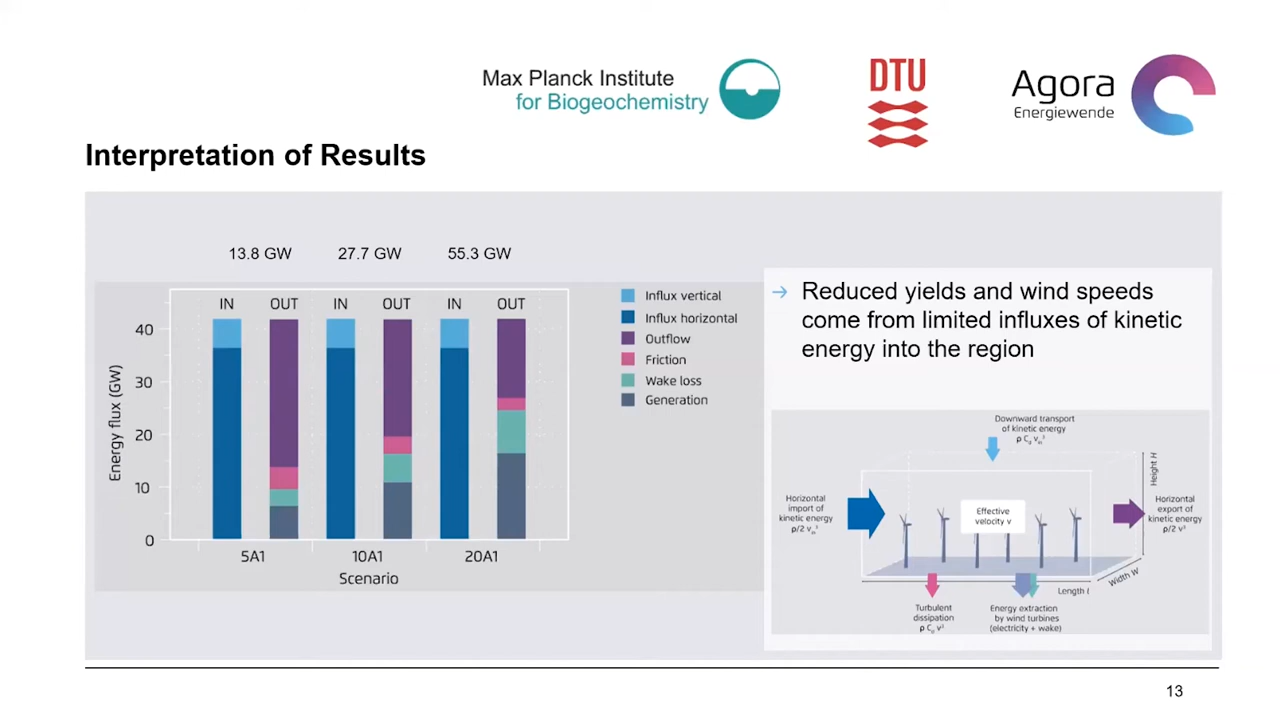 Max Planck Institute
for Biogeochemistry
DTU
Agora
Energiewende
Interpretation of Results
13.8 GW
27.7 GW
55.3 GW
IN
OUT
IN
OUT
IN
OUT
40
30
20
10
0
Energy flux (GW)
5A1
10A1
20A1
Scenario
Influx vertical
Influx horizontal
Outflow
Friction
Wake loss
Generation
→ Reduced yields and wind speeds
come from limited influxes of kinetic
energy into the region
Downward transport
of kinetic energy
ρ C_d v_in³
Height H
Horizontal
import of
kinetic energy
ρ/2 v_in³
Effective
velocity v
Horizontal
export of
kinetic energy
ρ/2 v³
Width W
Length l
Turbulent
dissipation
ρ C_d v³
Energy extraction
by wind turbines
(electricity + wake)
13